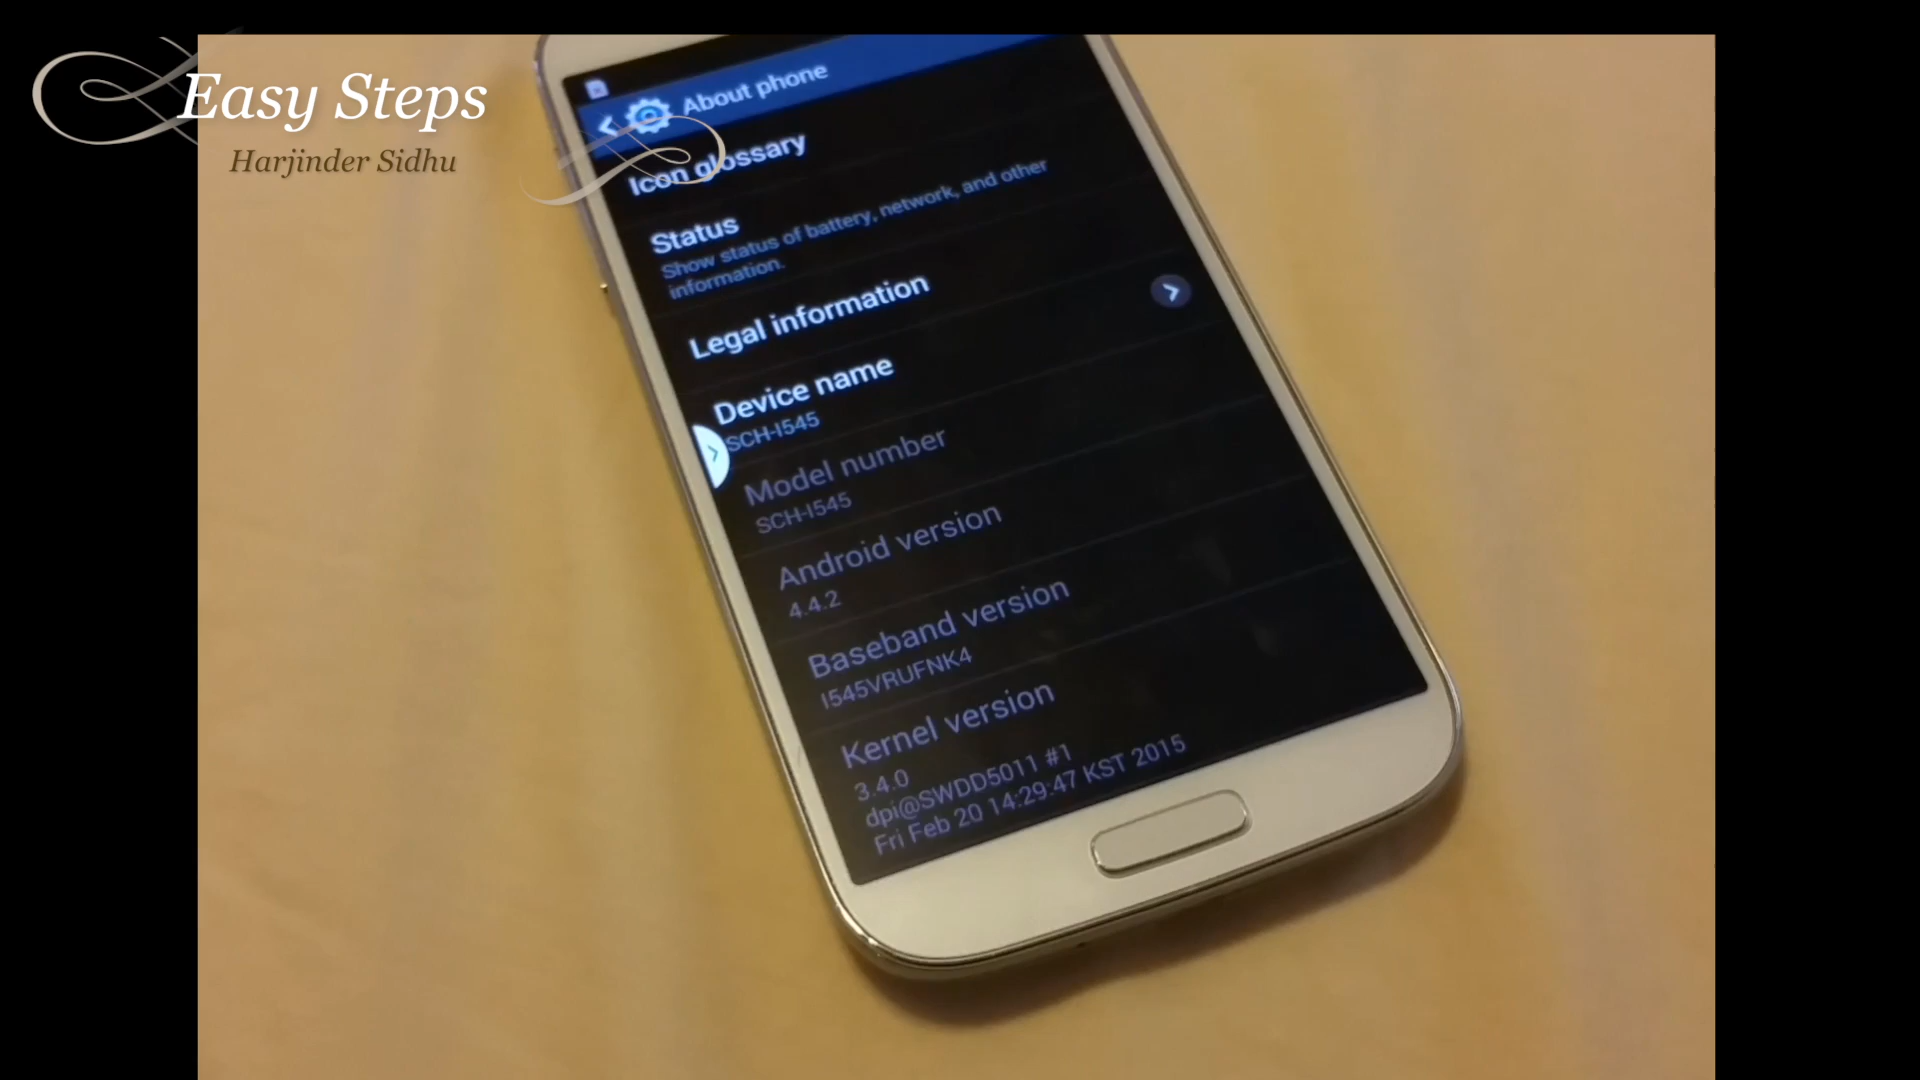 Easy Steps
Harjinder Sidhu
About phone
Icon glossary
Status
Show status of battery, network, and other
information.
Legal information
Device name
SCH-I545
Model number
SCH-I545
Android version
4.4.2
Baseband version
I545VRUFNK4
Kernel version
3.4.0
dpi@SWDD5011 #1
Fri Feb 20 14:29:47 KST 2015